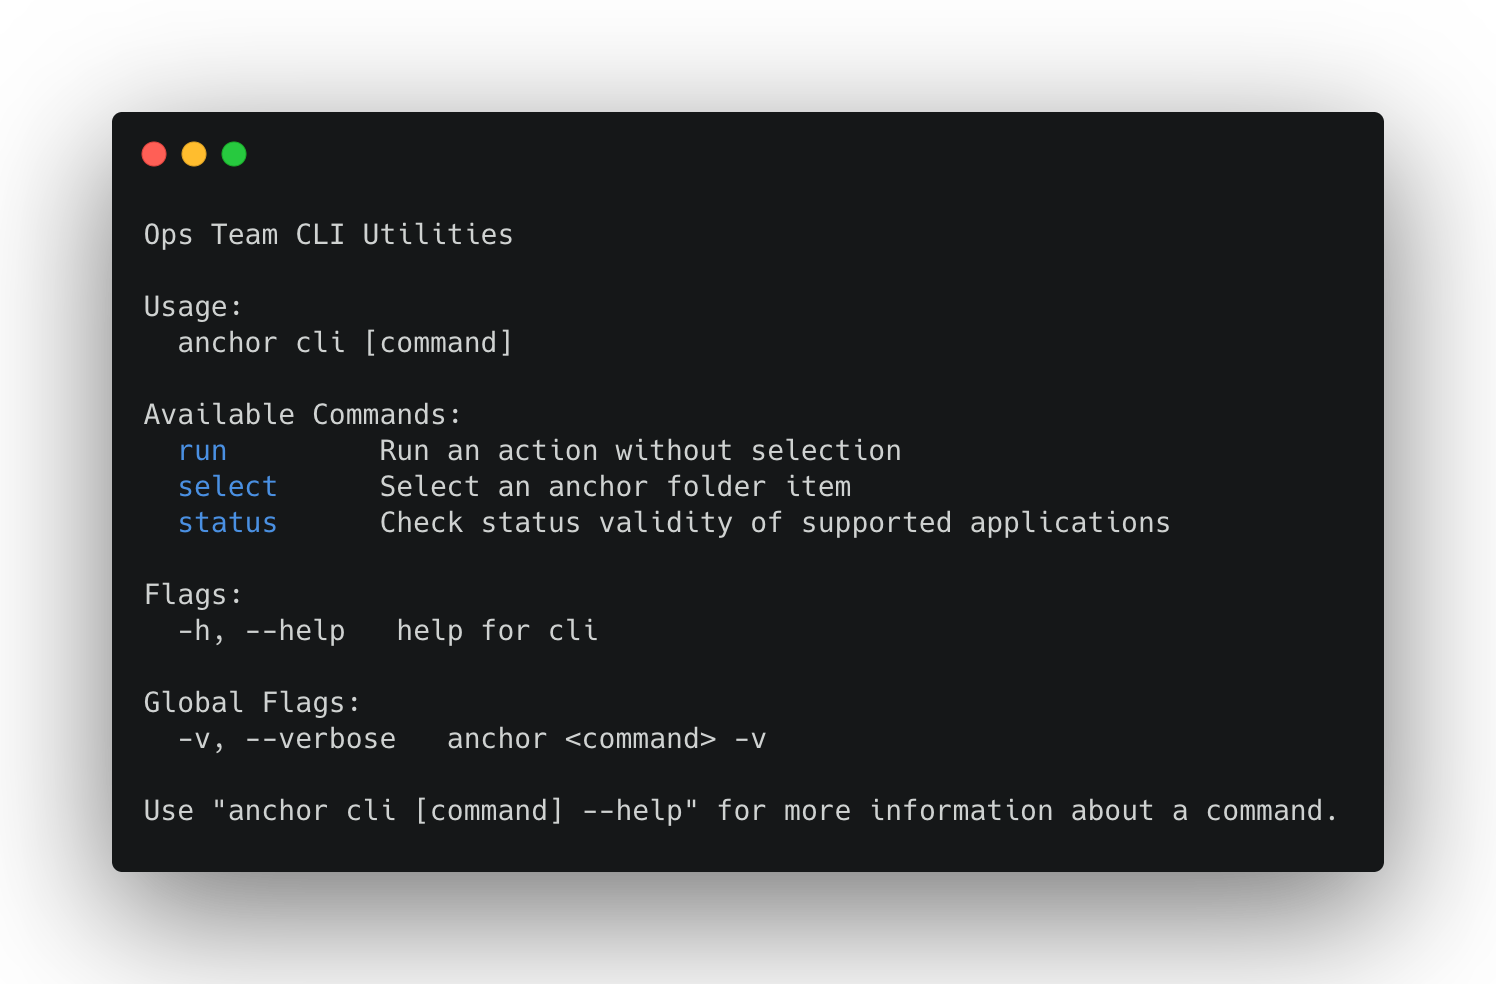 Ops Team CLI Utilities
Usage:
  anchor cli [command]
Available Commands:
  run         Run an action without selection
  select      Select an anchor folder item
  status      Check status validity of supported applications
Flags:
  -h, --help   help for cli
Global Flags:
  -v, --verbose   anchor <command> -v
Use "anchor cli [command] --help" for more information about a command.